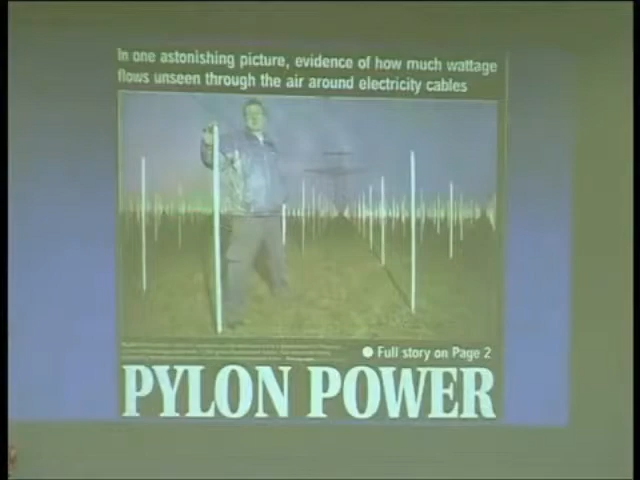 In one astonishing picture, evidence of how much wattage
flows unseen through the air around electricity cables
Full story on Page 2
PYLON POWER